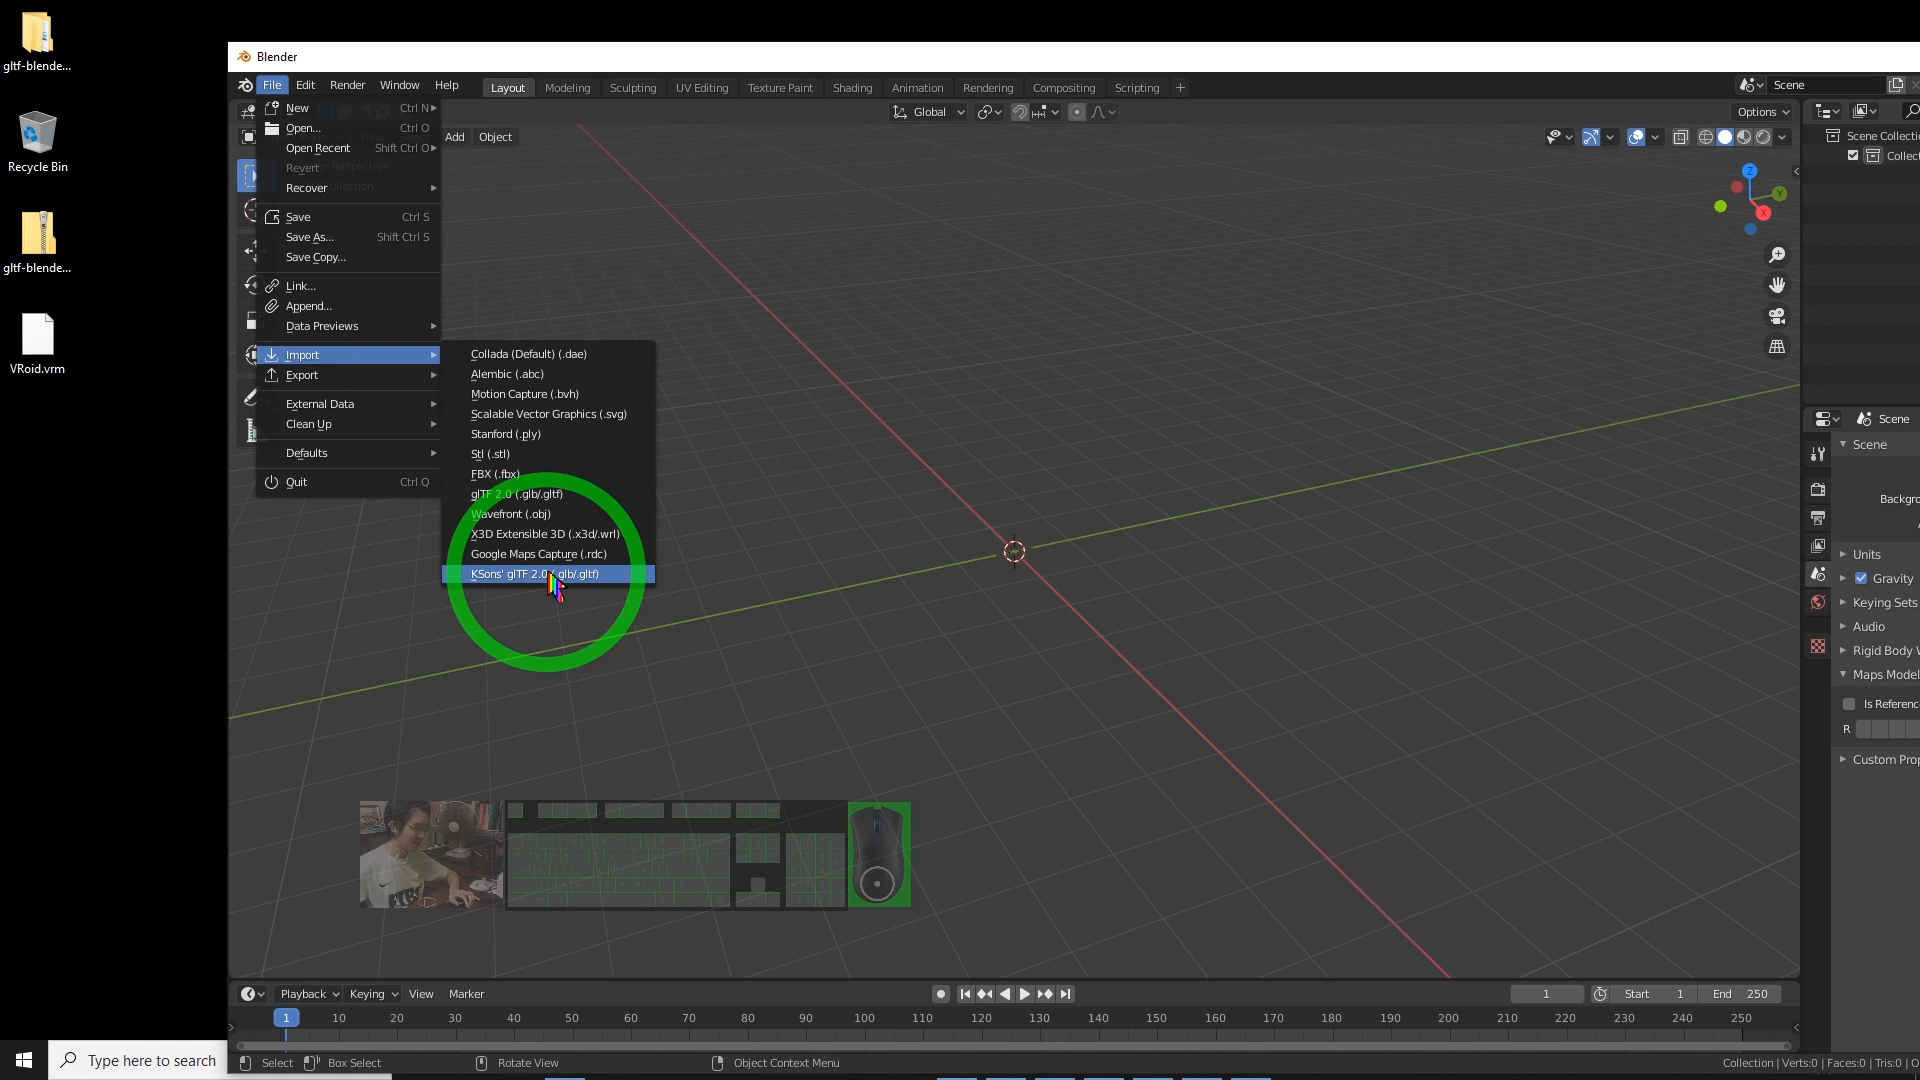 gltf-blende...
Recycle Bin
gltf-blende...
VRoid.vrm
Blender
File Edit Render Window Help
Layout Modeling Sculpting UV Editing Texture Paint Shading Animation Rendering Compositing Scripting +
Scene
New Ctrl N
Open... Ctrl O
Open Recent Shift Ctrl O
Revert
Recover
Save Ctrl S
Save As... Shift Ctrl S
Save Copy...
Link...
Append...
Data Previews
Import
Export
External Data
Clean Up
Defaults
Quit Ctrl Q
Global
Options
Add Object
Collada (Default) (.dae)
Alembic (.abc)
Motion Capture (.bvh)
Scalable Vector Graphics (.svg)
Stanford (.ply)
Stl (.stl)
FBX (.fbx)
glTF 2.0 (.glb/.gltf)
Wavefront (.obj)
X3D Extensible 3D (.x3d/.wrl)
Google Maps Capture (.rdc)
KSons' glTF 2.0 (.glb/.gltf)
Z
Y
X
Scene Collectio
Collect
Scene
Scene
Backgro
Units
Gravity
Keying Sets
Audio
Rigid Body W
Maps Model
Is Referenc
R
Custom Prop
Playback Keying View Marker
1 Start 1 End 250
1 10 20 30 40 50 60 70 80 90 100 110 120 130 140 150 160 170 180 190 200 210 220 230 240 250
Type here to search
Select Box Select Rotate View Object Context Menu
Collection | Verts:0 | Faces:0 | Tris:0 | O